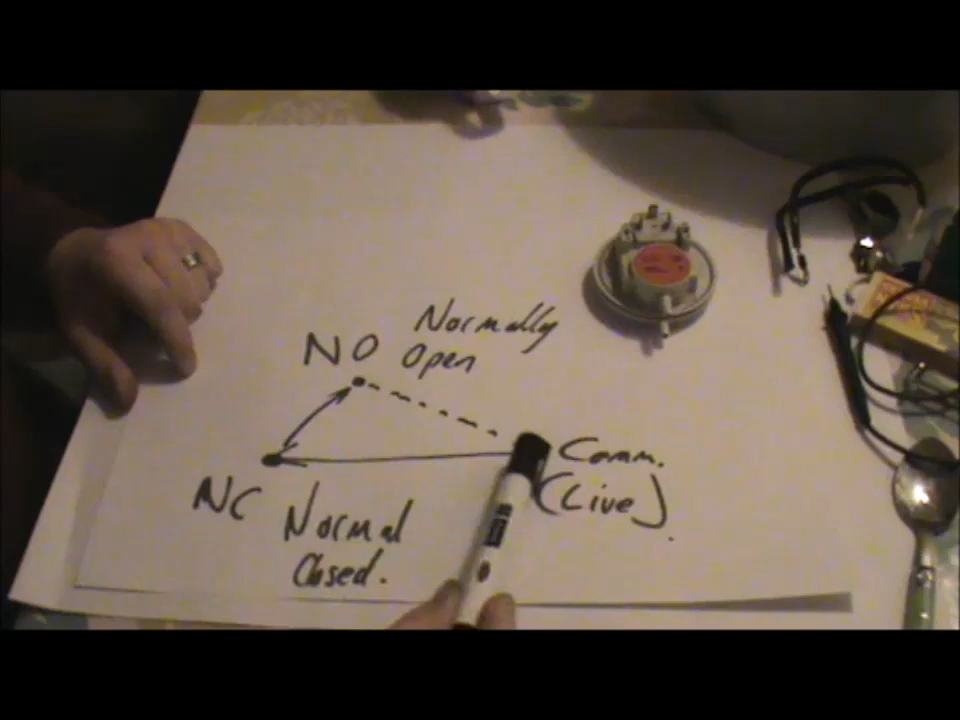 Normally
NO Open
Comm.
(Live).
NC Normal
Closed.